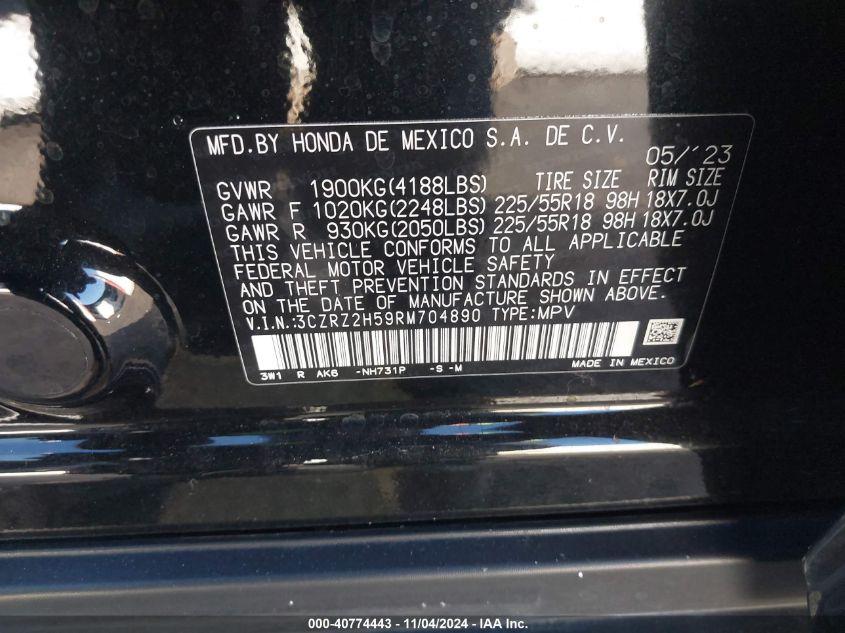 MFD.BY HONDA DE MEXICO S.A. DE C.V.
05/'23
GVWR 1900KG(4188LBS) TIRE SIZE RIM SIZE
GAWR F 1020KG(2248LBS) 225/55R18 98H 18X7.0J
GAWR R 930KG(2050LBS) 225/55R18 98H 18X7.0J
THIS VEHICLE CONFORMS TO ALL APPLICABLE
FEDERAL MOTOR VEHICLE SAFETY
AND THEFT PREVENTION STANDARDS IN EFFECT
ON THE DATE OF MANUFACTURE SHOWN ABOVE.
V.I.N.:3CZRZ2H59RM704890 TYPE:MPV
3W1 R AK6 -NH731P -S -M MADE IN MEXICO
000-40774443 - 11/04/2024 - IAA Inc.